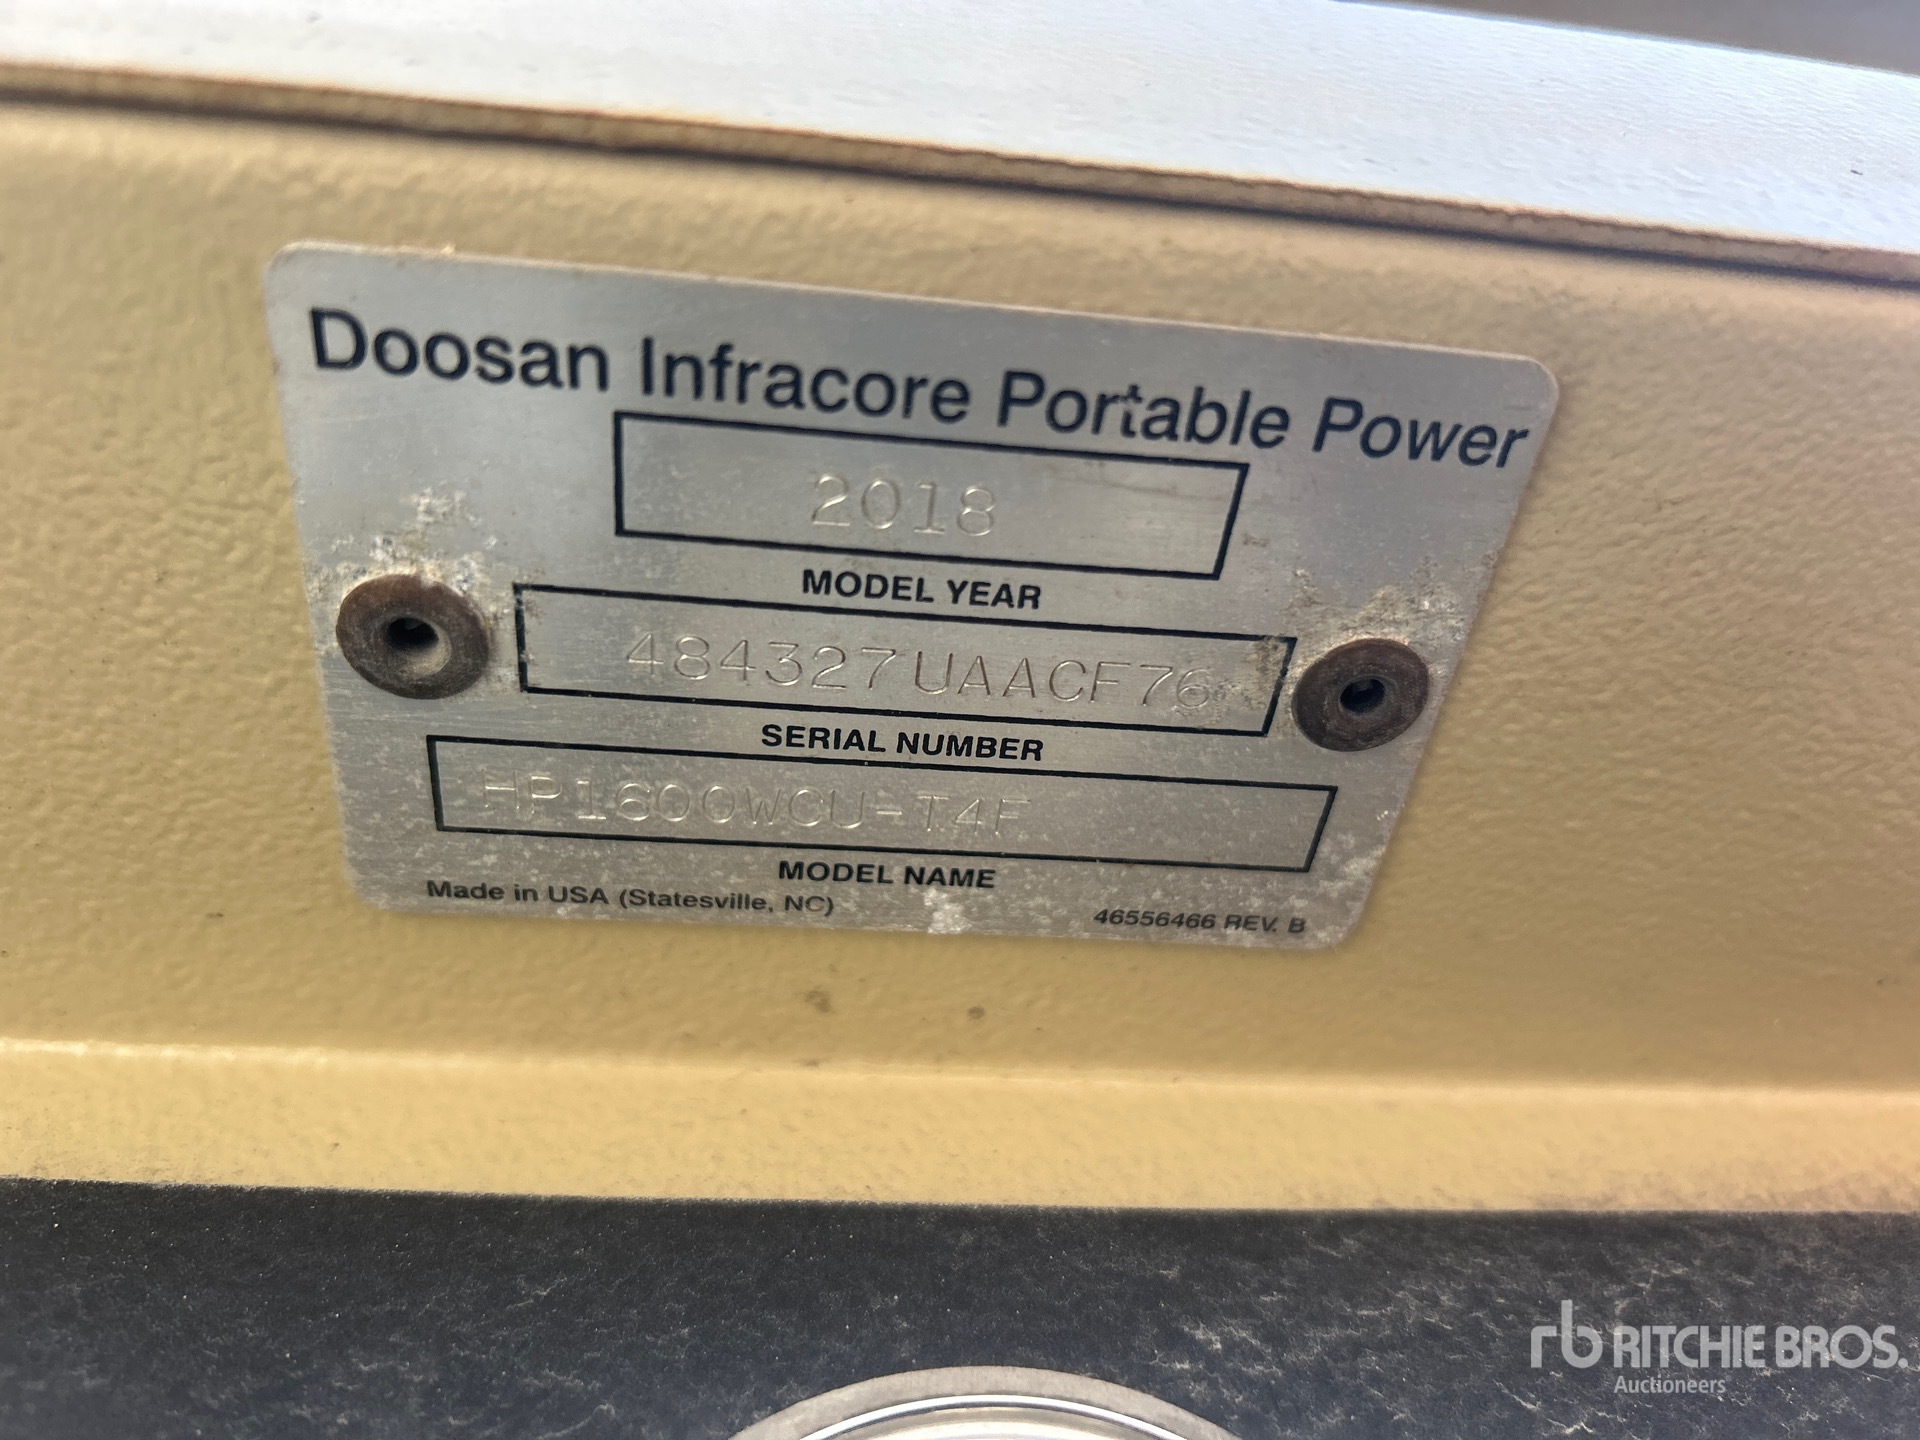 Doosan Infracore Portable Power
2018
MODEL YEAR
484327UAACF76
SERIAL NUMBER
HP1600WCU-T4F
MODEL NAME
Made in USA (Statesville, NC)
46556466 REV. B
rb RITCHIE BROS.
Auctioneers